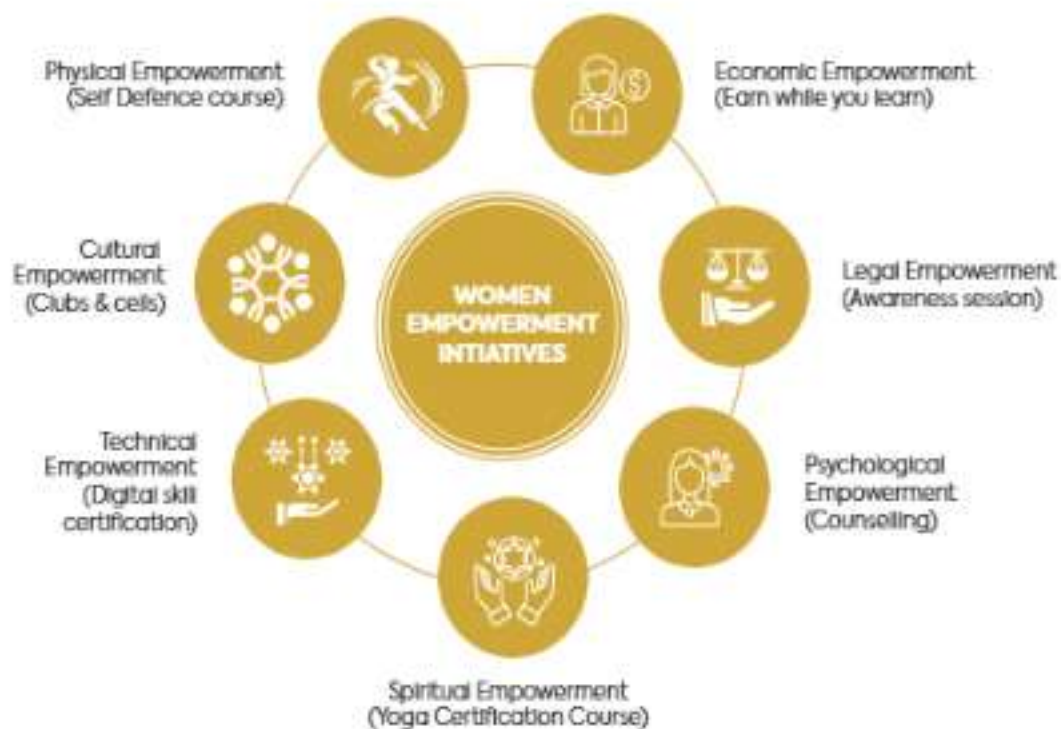 Physical Empowerment
(Self Defence course)
Economic Empowerment
(Earn while you learn)
Cultural
Empowerment
(Clubs & cells)
WOMEN
EMPOWERMENT
INTIATIVES
Legal Empowerment
(Awareness session)
Technical
Empowerment
(Digital skill
certification)
Psychological
Empowerment
(Counselling)
Spiritual Empowerment
(Yoga Certification Course)